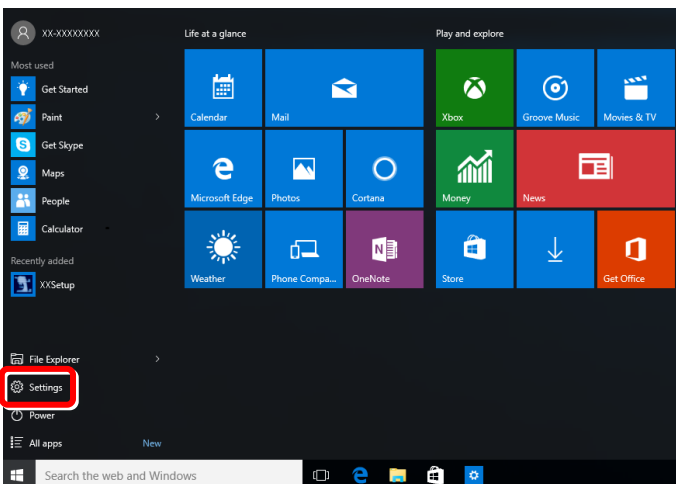 XX-XXXXXXXX
Most used
Get Started
Paint
Get Skype
Maps
People
Calculator
Recently added
XXSetup
File Explorer
Settings
Power
All apps New
Life at a glance
Calendar
Mail
Microsoft Edge
Photos
Cortana
Weather
Phone Compa...
OneNote
Play and explore
Xbox
Groove Music
Movies & TV
Money
News
Store
Get Office
Search the web and Windows